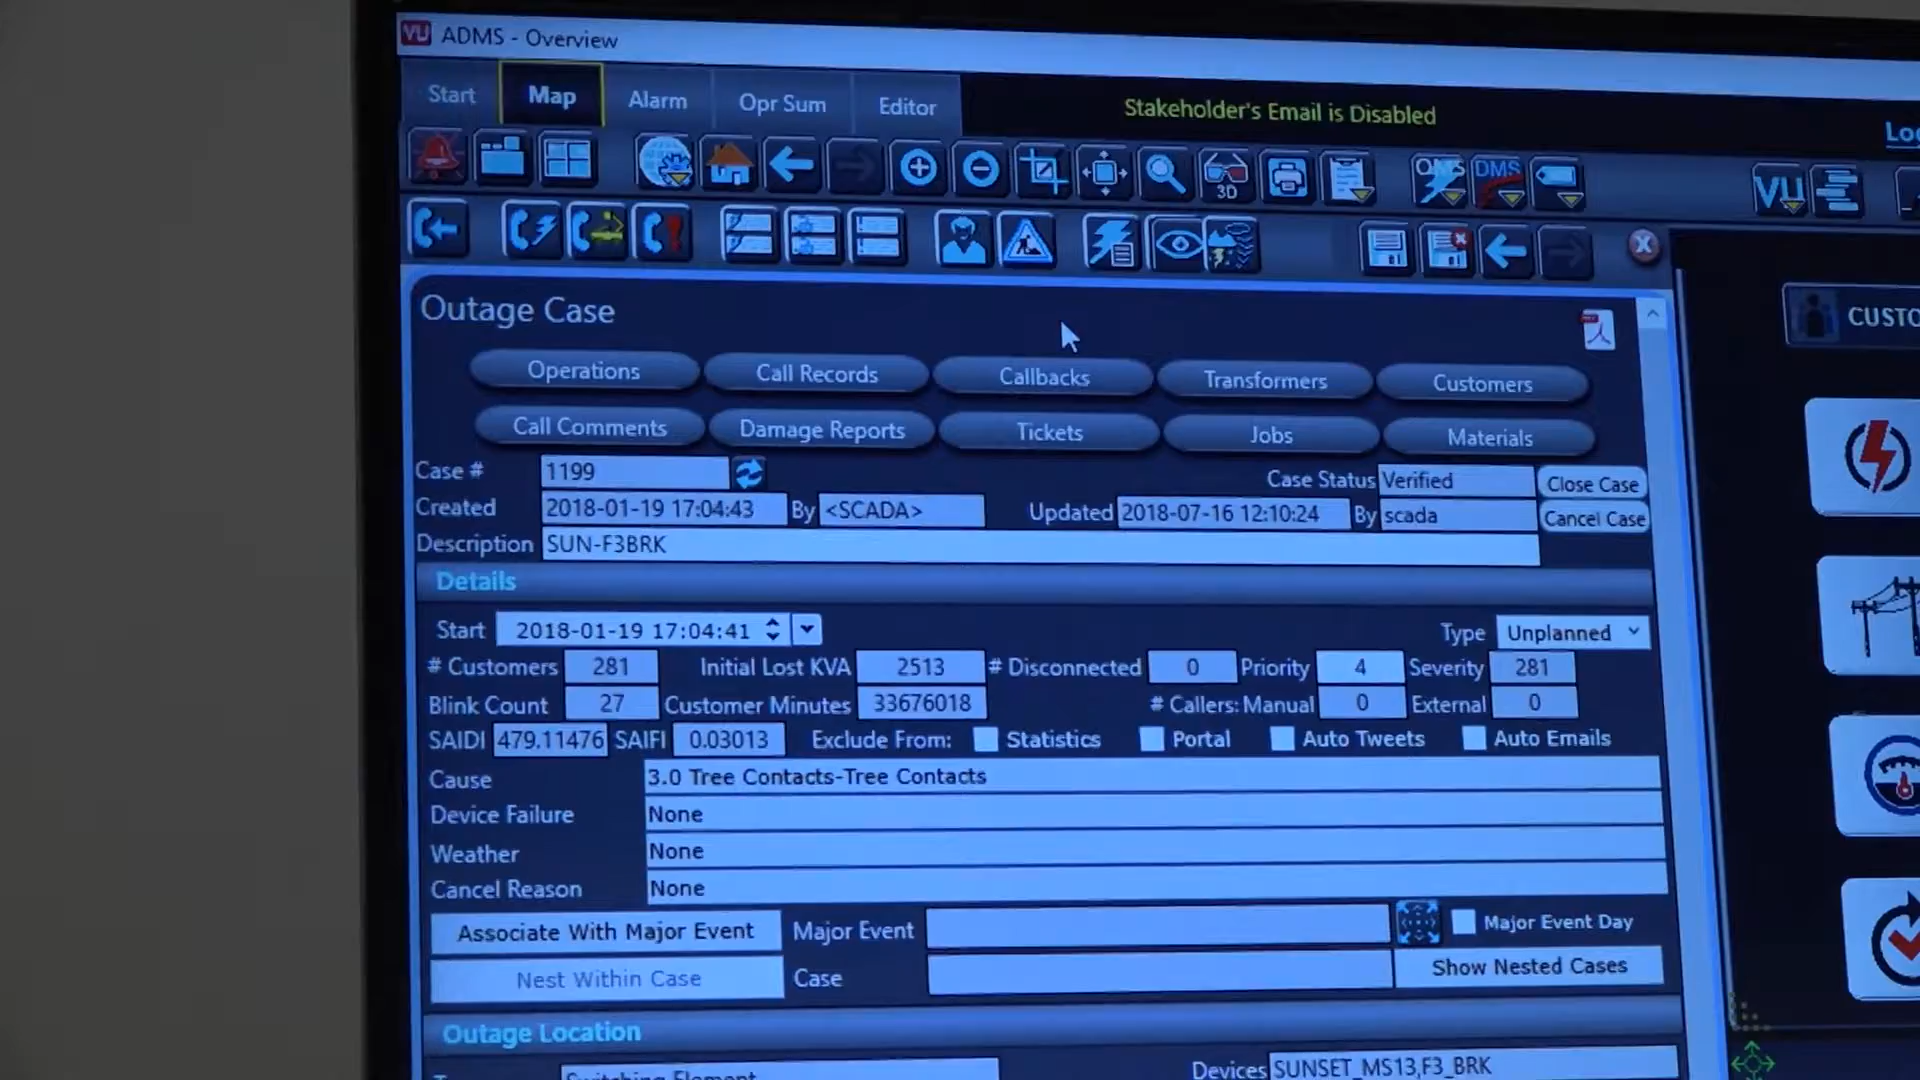 VU ADMS - Overview
Start Map Alarm Opr Sum Editor Stakeholder's Email is Disabled
3D OMS DMS VU
Outage Case
CUSTO
Operations Call Records Callbacks Transformers Customers
Call Comments Damage Reports Tickets Jobs Materials
Case # 1199 Case Status Verified Close Case
Created 2018-01-19 17:04:43 By <SCADA> Updated 2018-07-16 12:10:24 By scada Cancel Case
Description SUN-F3BRK
Details
Start 2018-01-19 17:04:41 Type Unplanned
# Customers 281 Initial Lost KVA 2513 # Disconnected 0 Priority 4 Severity 281
Blink Count 27 Customer Minutes 33676018 # Callers: Manual 0 External 0
SAIDI 479.11476 SAIFI 0.03013 Exclude From: Statistics Portal Auto Tweets Auto Emails
Cause 3.0 Tree Contacts-Tree Contacts
Device Failure None
Weather None
Cancel Reason None
Associate With Major Event Major Event Major Event Day
Nest Within Case Case Show Nested Cases
Outage Location
Switching Element Devices SUNSET_MS13,F3_BRK